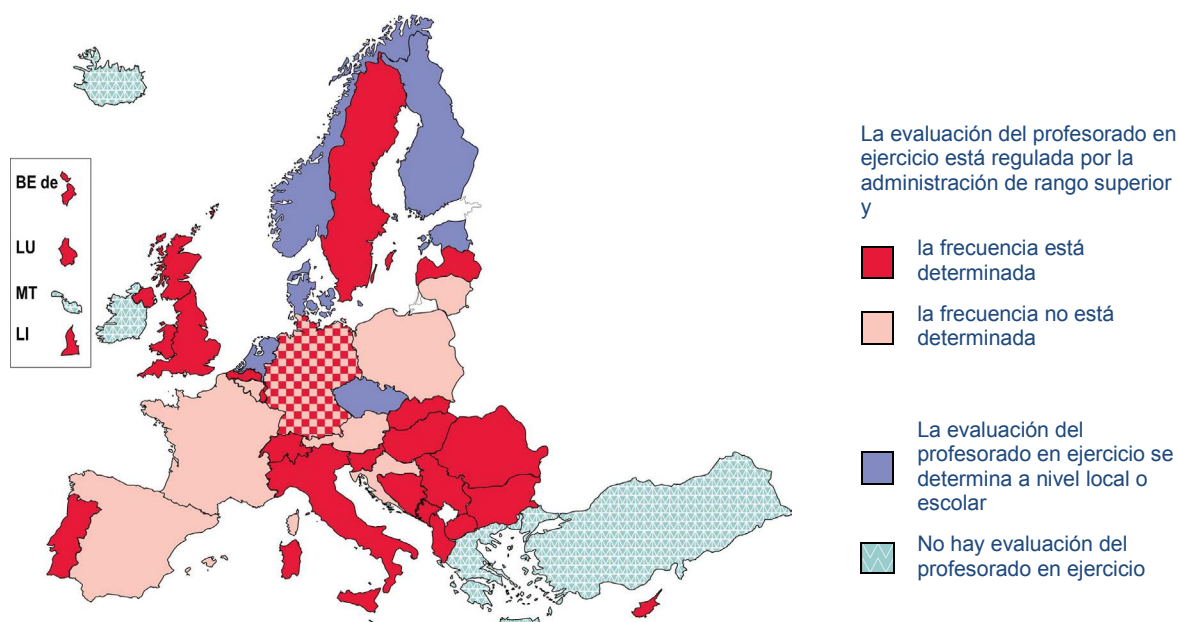 BE de
LU
MT
LI
La evaluación del profesorado en
ejercicio está regulada por la
administración de rango superior
y
la frecuencia está
determinada
la frecuencia no está
determinada
La evaluación del
profesorado en ejercicio se
determina a nivel local o
escolar
No hay evaluación del
profesorado en ejercicio